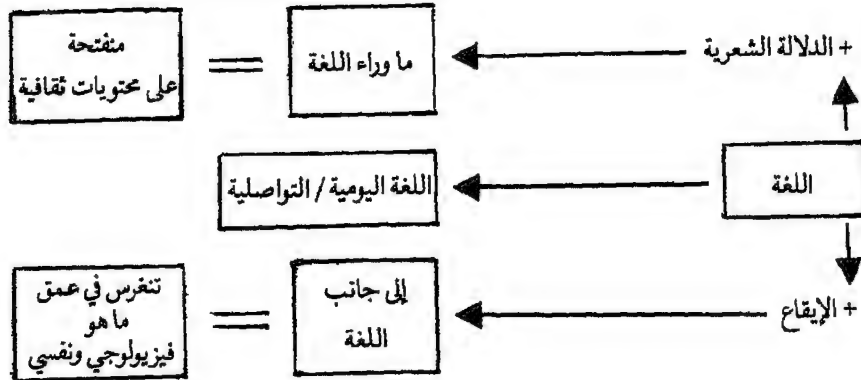 + الدلالة الشعرية
ما وراء اللغة
=
منفتحة
على محتويات ثقافية
اللغة
اللغة اليومية / التواصلية
+ الإيقاع
إلى جانب
اللغة
=
تنغرس في عمق
ما هو
فيزيولوجي ونفسي